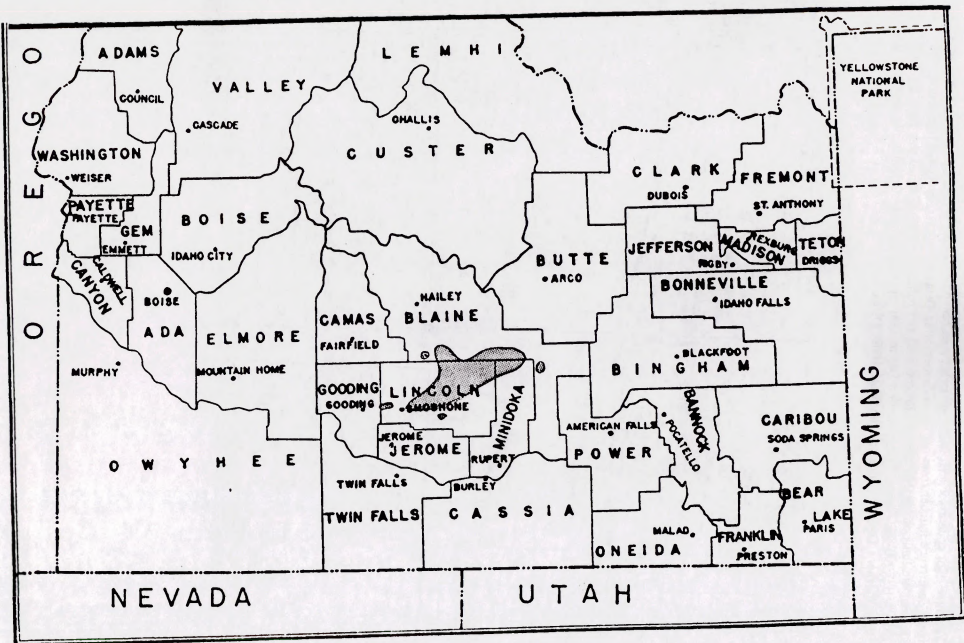 OREGO
ADAMS
COUNCIL
VALLEY
CASCADE
LEMHI
CHALLIS
CUSTER
YELLOWSTONE
NATIONAL
PARK
WASHINGTON
WEISER
PAYETTE
PAYETTE
GEM
EMMETT
BOISE
IDAHO CITY
CLARK
DUBOIS
FREMONT
ST. ANTHONY
JEFFERSON
RIGBY
MADISON
REXBURG
TETON
DRIGGS
BUTTE
ARCO
BONNEVILLE
IDAHO FALLS
CANYON
CALDWELL
BOISE
ADA
ELMORE
MOUNTAIN HOME
CAMAS
FAIRFIELD
HAILEY
BLAINE
MURPHY
GOODING
GOODING
LINCOLN
SHOSHONE
MINIDOKA
RUPERT
BLACKFOOT
BINGHAM
BANNOCK
POCATELLO
AMERICAN FALLS
POWER
CARIBOU
SODA SPRINGS
JEROME
JEROME
OWYHEE
TWIN FALLS
TWIN FALLS
BURLEY
CASSIA
MALAD
ONEIDA
FRANKLIN
PRESTON
BEAR
LAKE
PARIS
WYOMING
NEVADA
UTAH